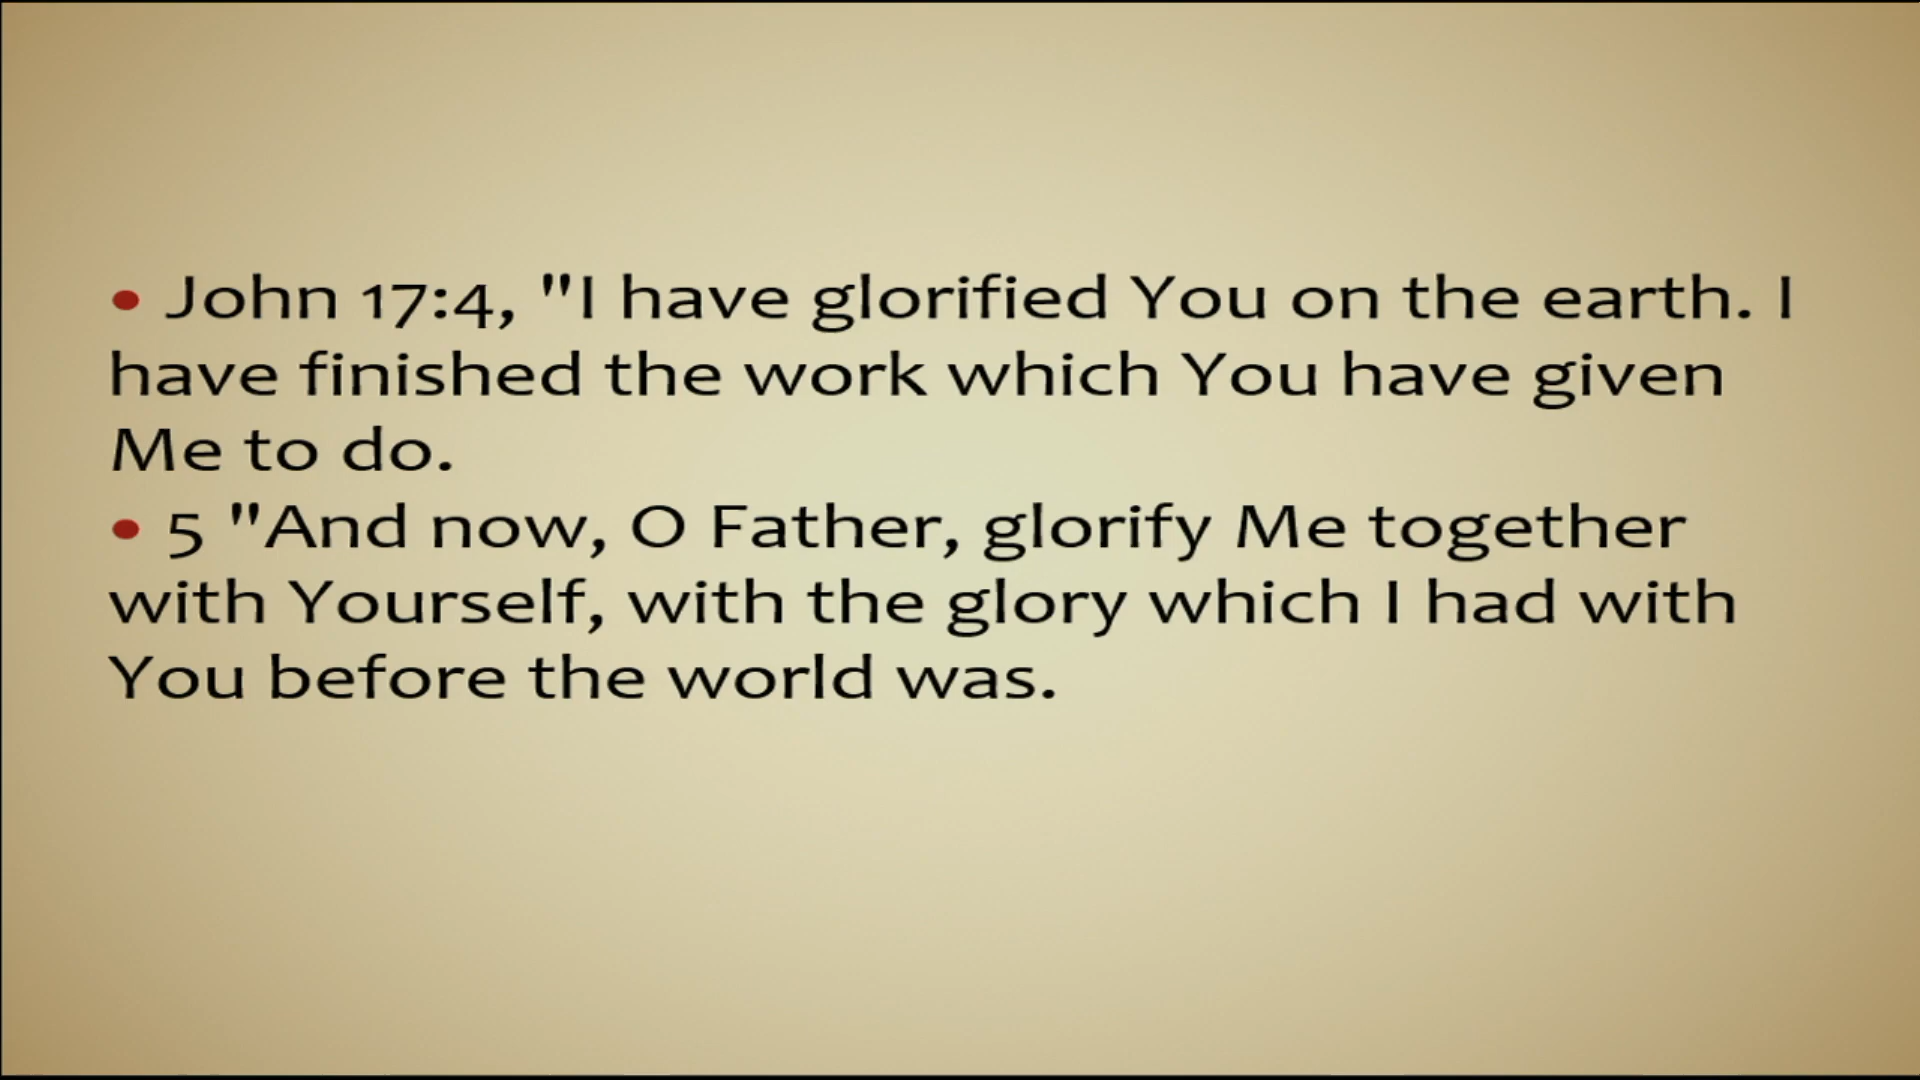 • John 17:4, "I have glorified You on the earth. I
have finished the work which You have given
Me to do.
• 5 "And now, O Father, glorify Me together
with Yourself, with the glory which I had with
You before the world was.